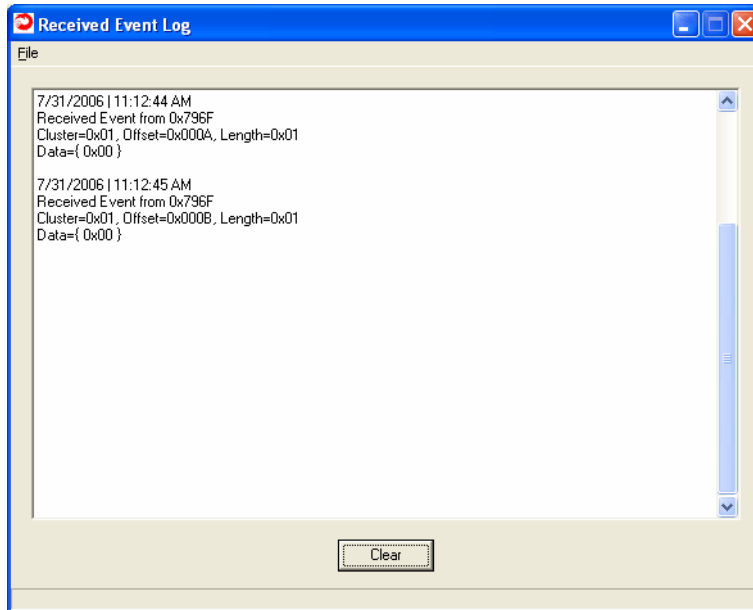 Received Event Log
File
7/31/2006 | 11:12:44 AM
Received Event from 0x796F
Cluster=0x01, Offset=0x000A, Length=0x01
Data={ 0x00 }
7/31/2006 | 11:12:45 AM
Received Event from 0x796F
Cluster=0x01, Offset=0x000B, Length=0x01
Data={ 0x00 }
Clear